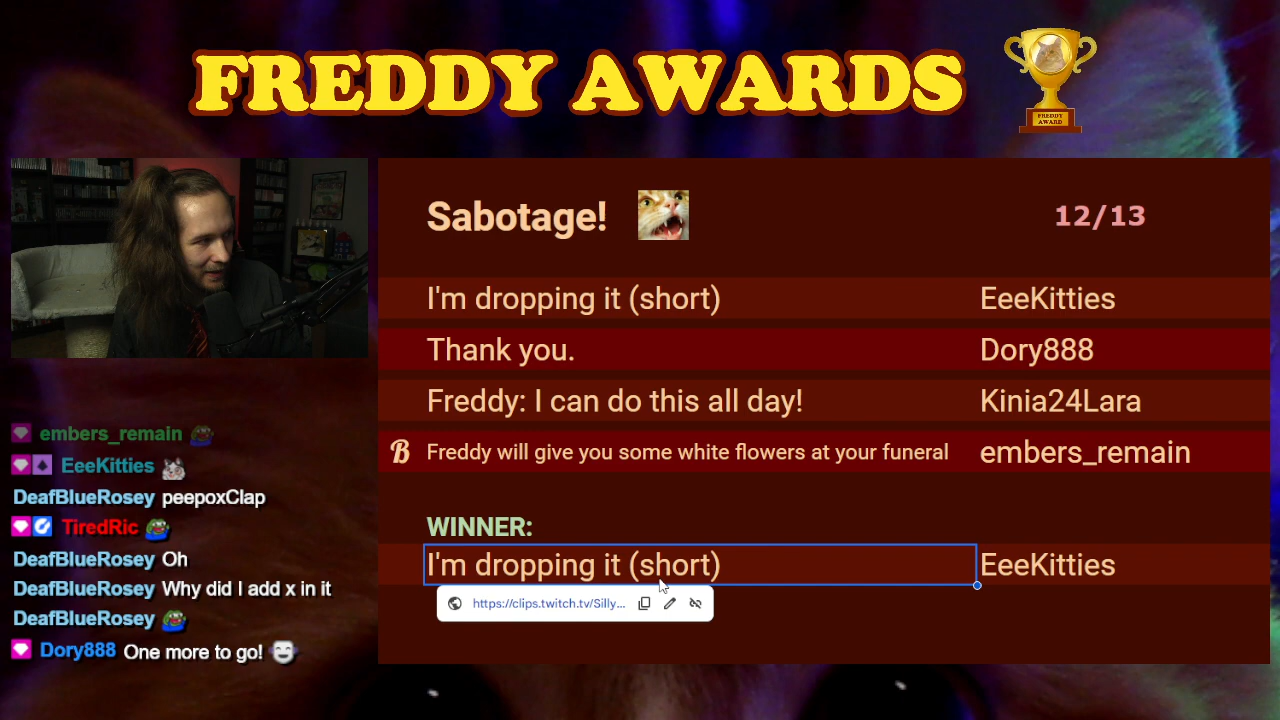 FREDDY AWARDS
FREDDY
AWARD
Sabotage!
12/13
I'm dropping it (short) EeeKitties
Thank you. Dory888
Freddy: I can do this all day! Kinia24Lara
B Freddy will give you some white flowers at your funeral embers_remain
WINNER:
I'm dropping it (short) EeeKitties
https://clips.twitch.tv/Silly...
embers_remain
EeeKitties
DeafBlueRosey peepoxClap
TiredRic
DeafBlueRosey Oh
DeafBlueRosey Why did I add x in it
DeafBlueRosey
Dory888 One more to go!